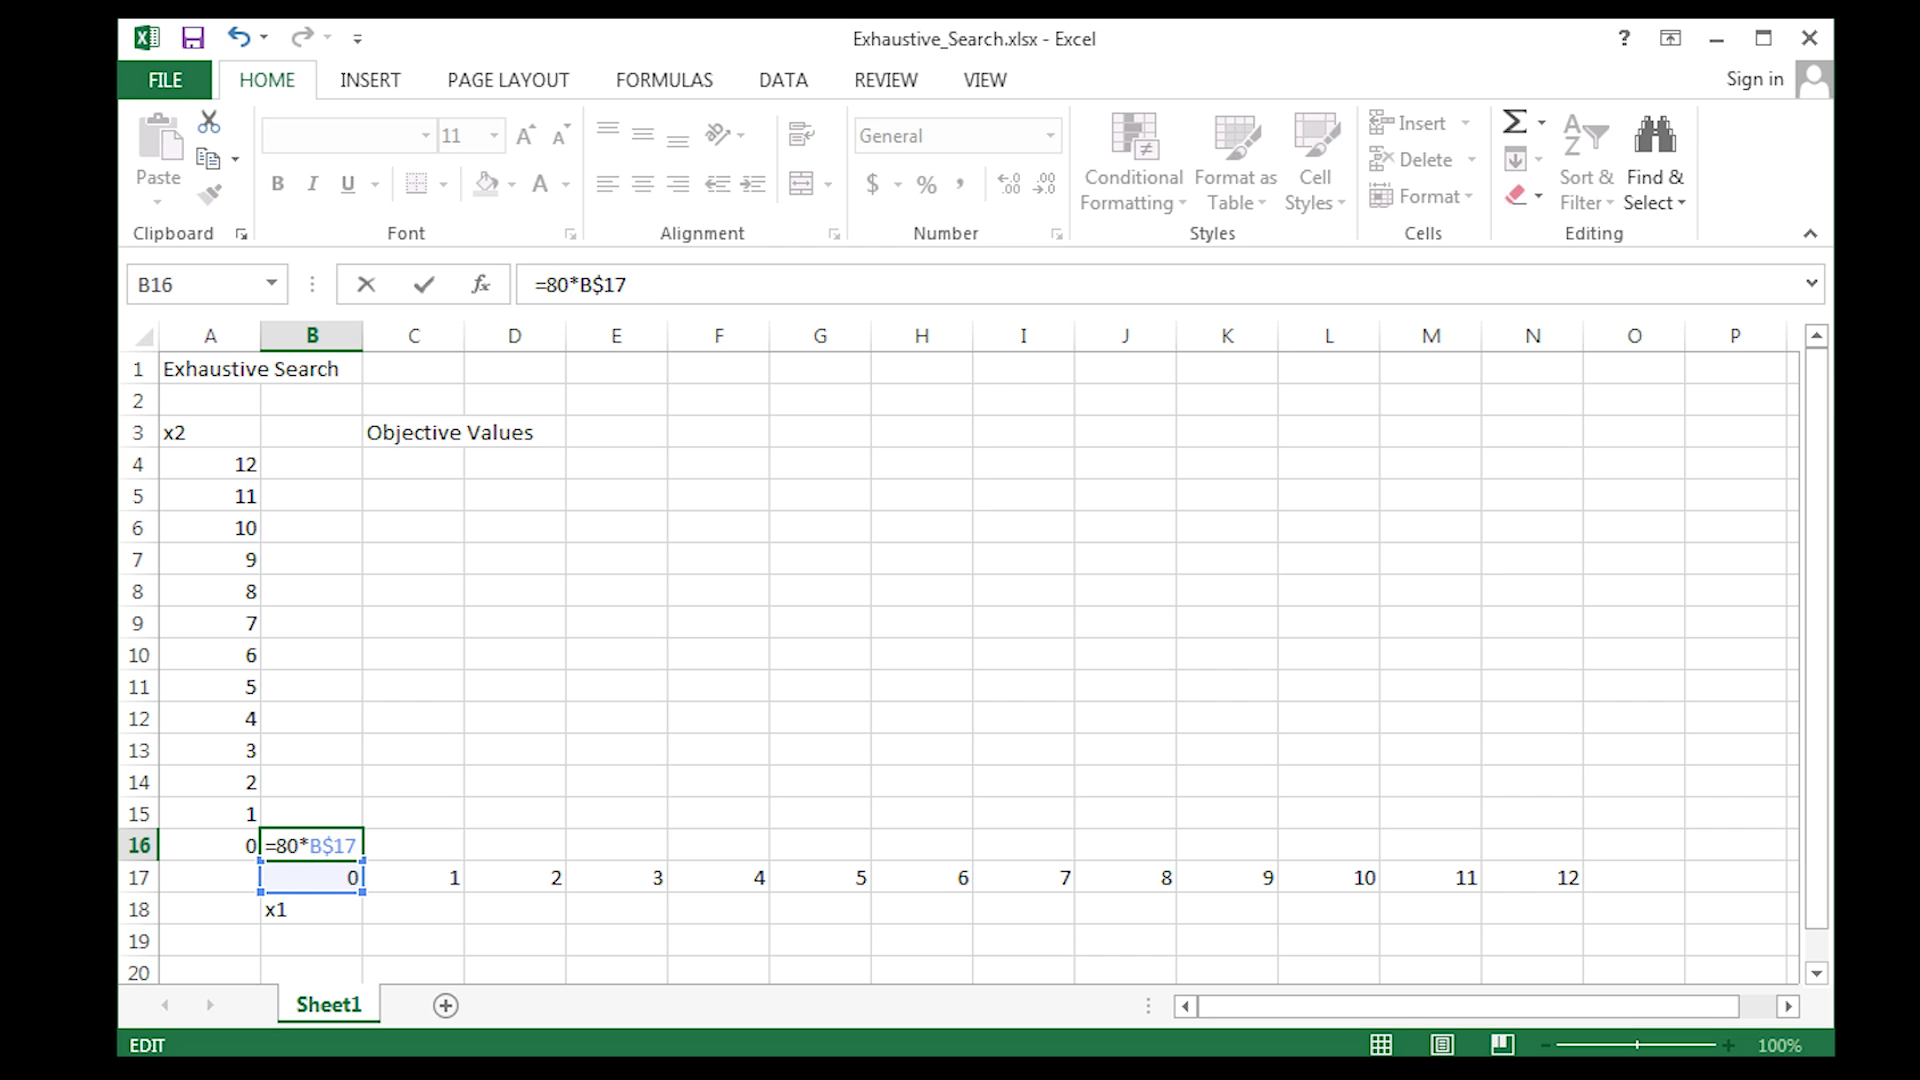 Exhaustive_Search.xlsx - Excel
?
FILE HOME INSERT PAGE LAYOUT FORMULAS DATA REVIEW VIEW Sign in
Paste
11
A A
B I U A
General
$ % ,
Conditional Formatting
Format as Table
Cell Styles
Insert
Delete
Format
Sort & Filter
Find & Select
Clipboard Font Alignment Number Styles Cells Editing
B16 fx =80*B$17
A B C D E F G H I J K L M N O P
1 Exhaustive Search
2
3 x2 Objective Values
4 12
5 11
6 10
7 9
8 8
9 7
10 6
11 5
12 4
13 3
14 2
15 1
16 0 =80*B$17
17 0 1 2 3 4 5 6 7 8 9 10 11 12
18 x1
19
20
Sheet1
EDIT 100%